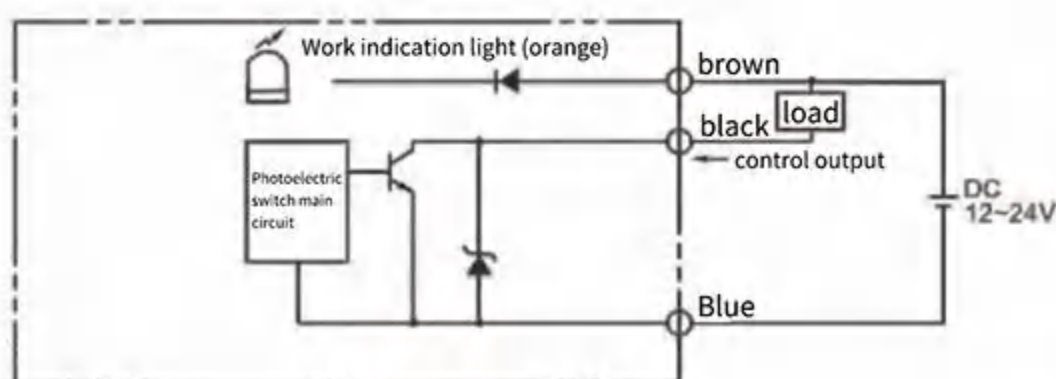 Work indication light (orange)
brown
load
black
control output
Photoelectric
switch main
circuit
DC
12~24V
Blue